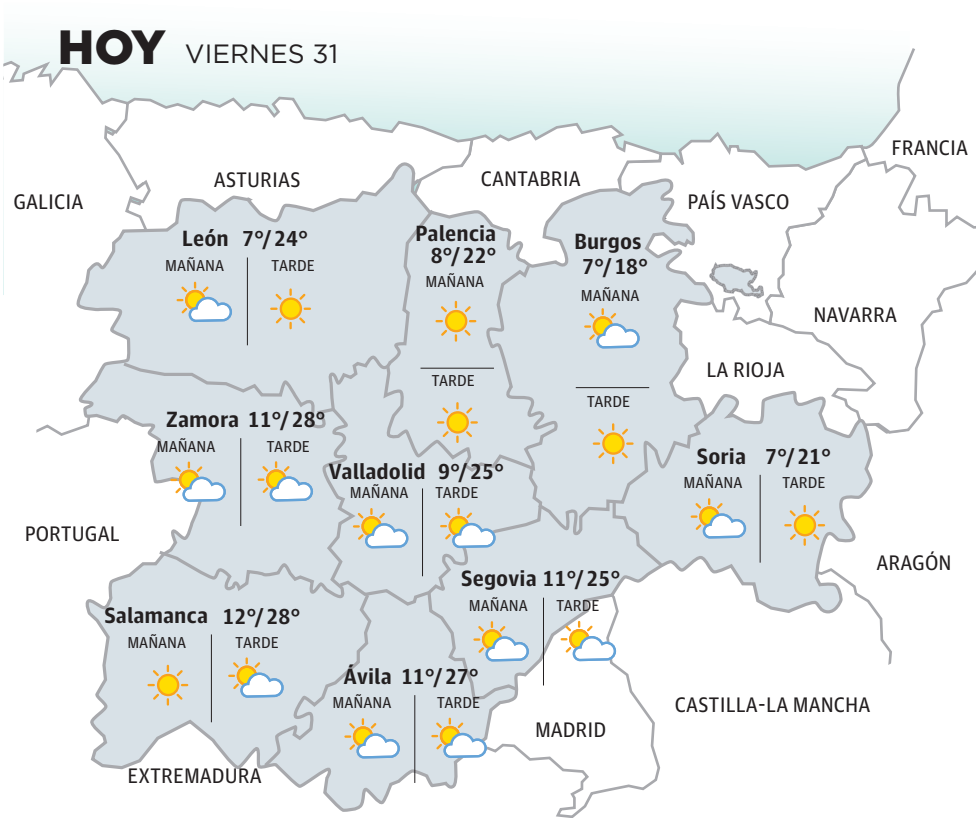 HOY VIERNES 31
FRANCIA
ASTURIAS
CANTABRIA
GALICIA
PAÍS VASCO
León 7°/24°
MAÑANA TARDE
Palencia
8°/22°
MAÑANA
TARDE
Burgos
7°/18°
MAÑANA
TARDE
NAVARRA
LA RIOJA
Zamora 11°/28°
MAÑANA TARDE
Valladolid 9°/25°
MAÑANA TARDE
Soria 7°/21°
MAÑANA TARDE
PORTUGAL
ARAGÓN
Segovia 11°/25°
MAÑANA TARDE
Salamanca 12°/28°
MAÑANA TARDE
Ávila 11°/27°
MAÑANA TARDE
CASTILLA-LA MANCHA
MADRID
EXTREMADURA